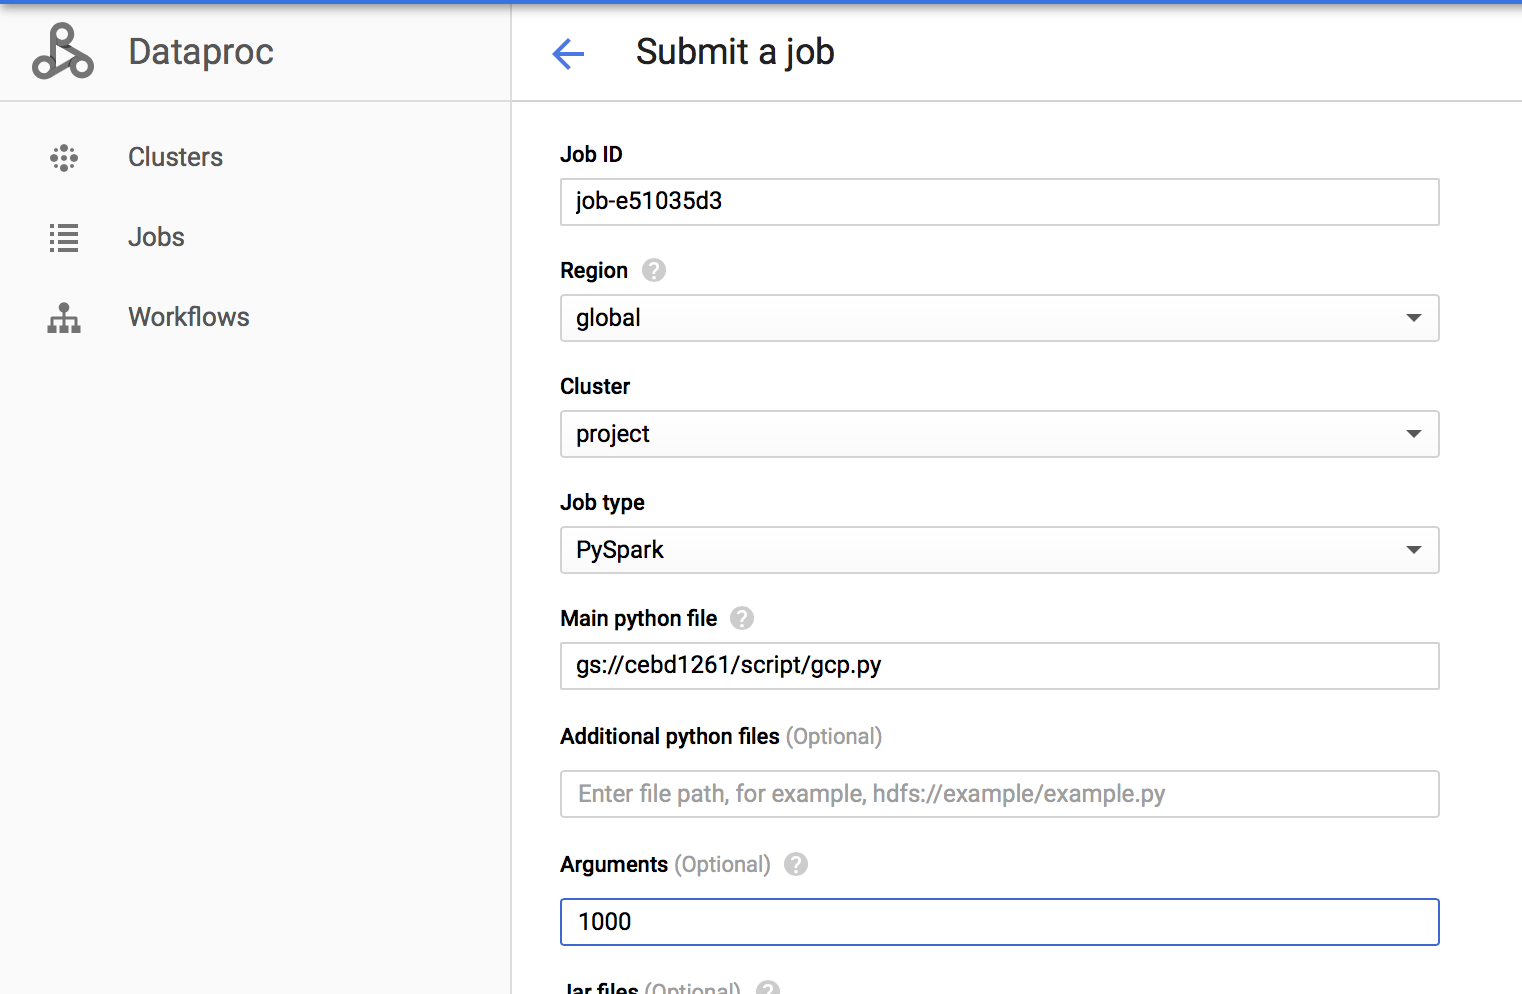 Dataproc
Submit a job
Clusters
Jobs
Workflows
Job ID
job-e51035d3
Region ?
global
Cluster
project
Job type
PySpark
Main python file ?
gs://cebd1261/script/gcp.py
Additional python files (Optional)
Enter file path, for example, hdfs://example/example.py
Arguments (Optional) ?
1000
Jar files (Optional) ?